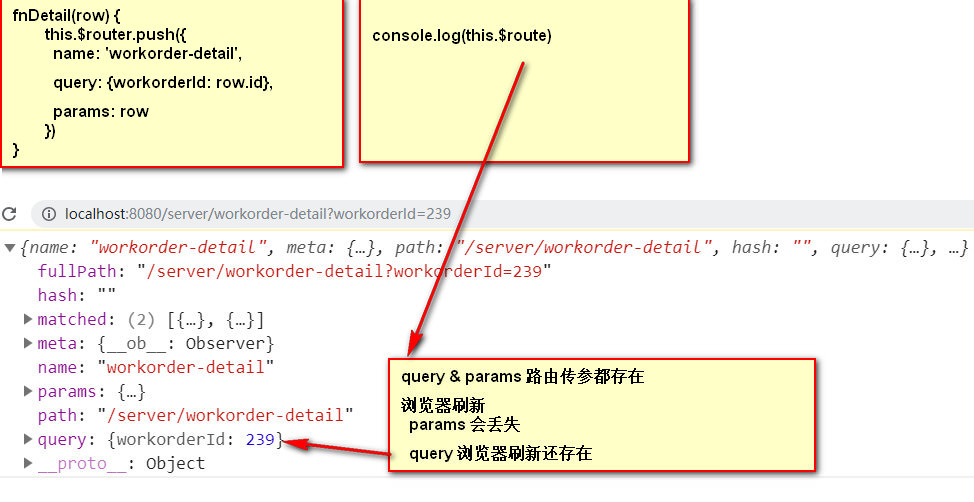 fnDetail(row) {
this.$router.push({
name: 'workorder-detail',
query: {workorderId: row.id},
params: row
})
}
console.log(this.$route)
localhost:8080/server/workorder-detail?workorderId=239
{name: "workorder-detail", meta: {…}, path: "/server/workorder-detail", hash: "", query: {…}, …}
fullPath: "/server/workorder-detail?workorderId=239"
hash: ""
matched: (2) [{…}, {…}]
meta: {__ob__: Observer}
name: "workorder-detail"
params: {…}
path: "/server/workorder-detail"
query: {workorderId: 239}
__proto__: Object
query & params 路由传参都存在
浏览器刷新
params 会丢失
query 浏览器刷新还存在